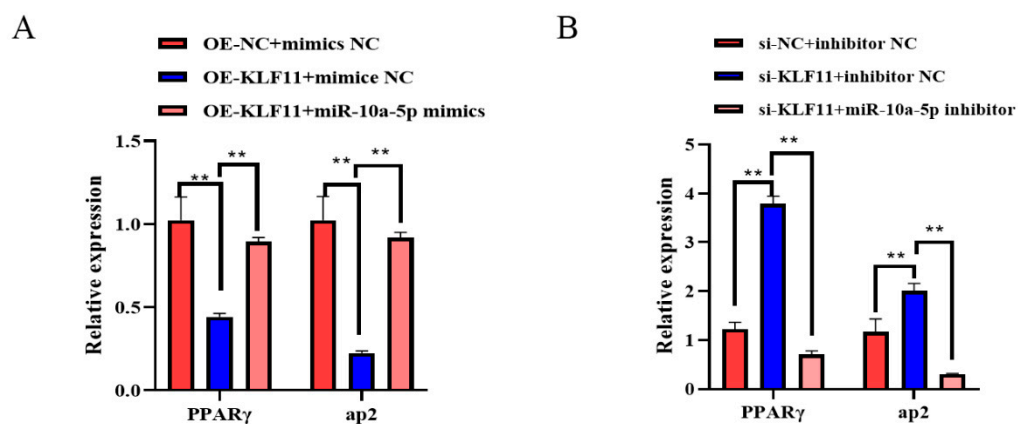 A
OE-NC+mimics NC
OE-KLF11+mimice NC
OE-KLF11+miR-10a-5p mimics
Relative expression
1.5
1.0
0.5
0.0
**
**
**
**
PPARγ
ap2
B
si-NC+inhibitor NC
si-KLF11+inhibitor NC
si-KLF11+miR-10a-5p inhibitor
Relative expression
5
4
3
2
1
0
**
**
**
**
PPARγ
ap2